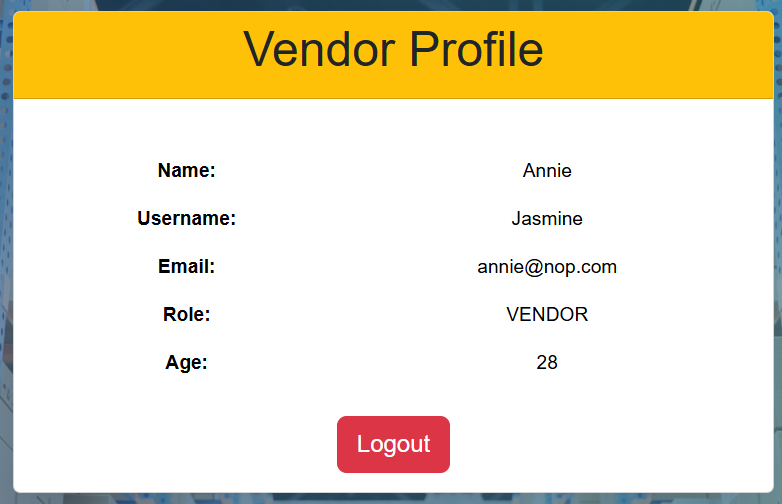 Vendor Profile
Name: Annie
Username: Jasmine
Email: annie@nop.com
Role: VENDOR
Age: 28
Logout